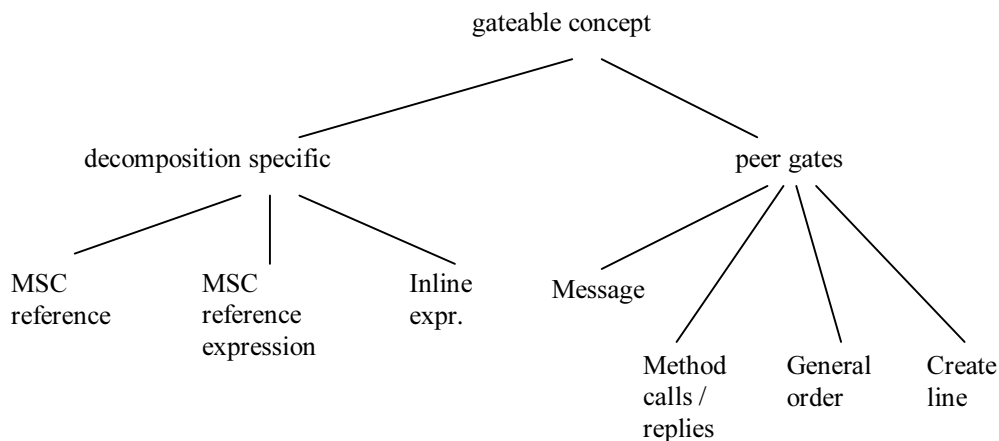 gateable concept
decomposition specific
peer gates
MSC
reference
MSC
reference
expression
Inline
expr.
Message
Method
calls /
replies
General
order
Create
line